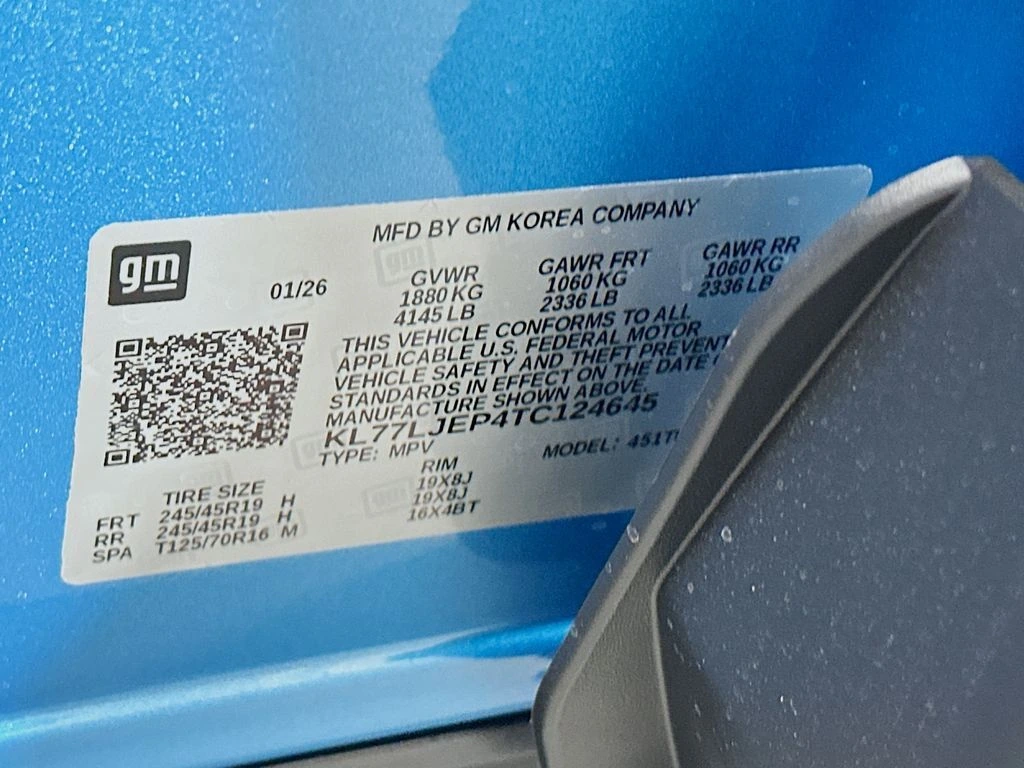 MFD BY GM KOREA COMPANY
gm
01/26
GVWR GAWR FRT GAWR RR
1880 KG 1060 KG 1060 KG
4145 LB 2336 LB 2336 LB
THIS VEHICLE CONFORMS TO ALL
APPLICABLE U.S. FEDERAL MOTOR
VEHICLE SAFETY AND THEFT PREVENT
STANDARDS IN EFFECT ON THE DATE
MANUFACTURE SHOWN ABOVE.
KL77LJEP4TC124645
TYPE: MPV MODEL: 451T
TIRE SIZE RIM
FRT 245/45R19 H 19X8J
RR 245/45R19 H 19X8J
SPA T125/70R16 M 16X4BT